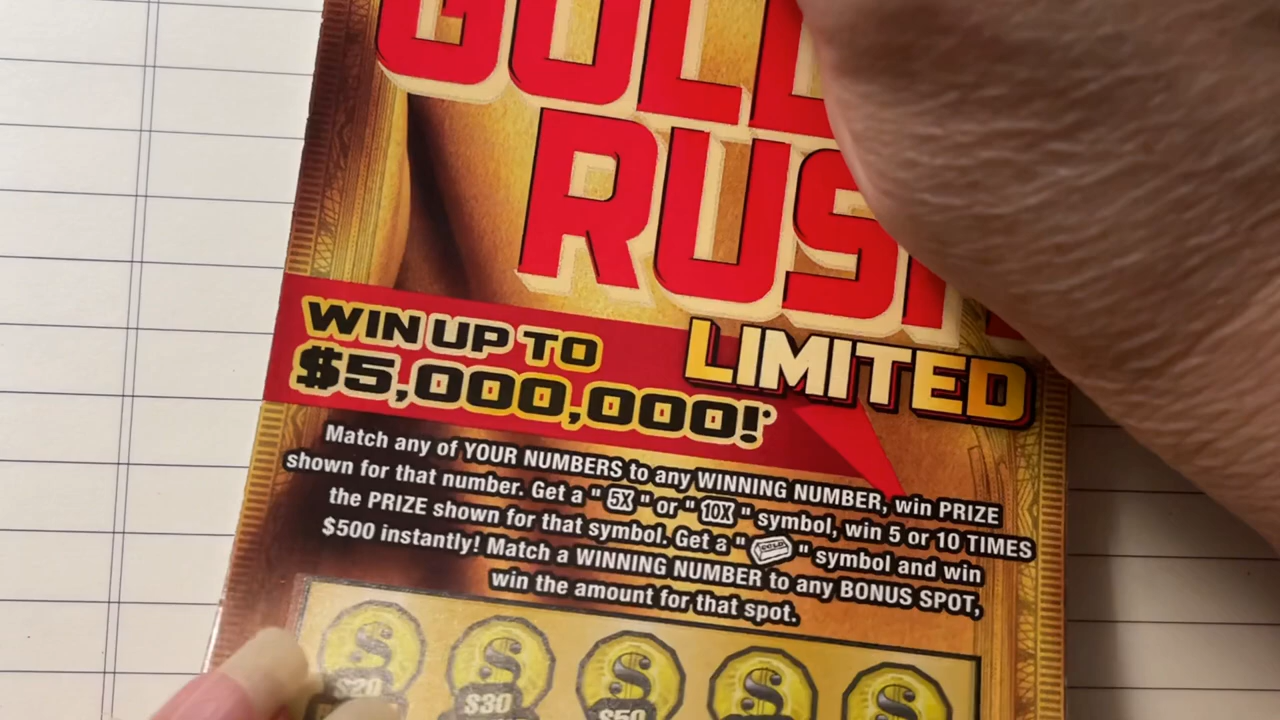 GOLD
RUSH
LIMITED
WIN UP TO
$5,000,000!*
Match any of YOUR NUMBERS to any WINNING NUMBER, win PRIZE
shown for that number. Get a " 5X " or " 10X " symbol, win 5 or 10 TIMES
the PRIZE shown for that symbol. Get a " GOLD " symbol and win
$500 instantly! Match a WINNING NUMBER to any BONUS SPOT,
win the amount for that spot.
$20 $30 $50